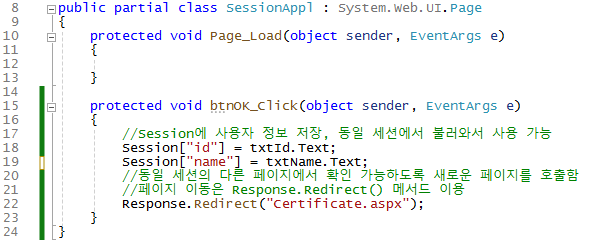 8 public partial class SessionAppl : System.Web.UI.Page
9 {
10 protected void Page_Load(object sender, EventArgs e)
11 {
12
13 }
14
15 protected void btnOK_Click(object sender, EventArgs e)
16 {
17 //Session에 사용자 정보 저장, 동일 세션에서 불러와서 사용 가능
18 Session["id"] = txtId.Text;
19 Session["name"] = txtName.Text;
20 //동일 세션의 다른 페이지에서 확인 가능하도록 새로운 페이지를 호출함
21 //페이지 이동은 Response.Redirect() 메서드 이용
22 Response.Redirect("Certificate.aspx");
23 }
24 }